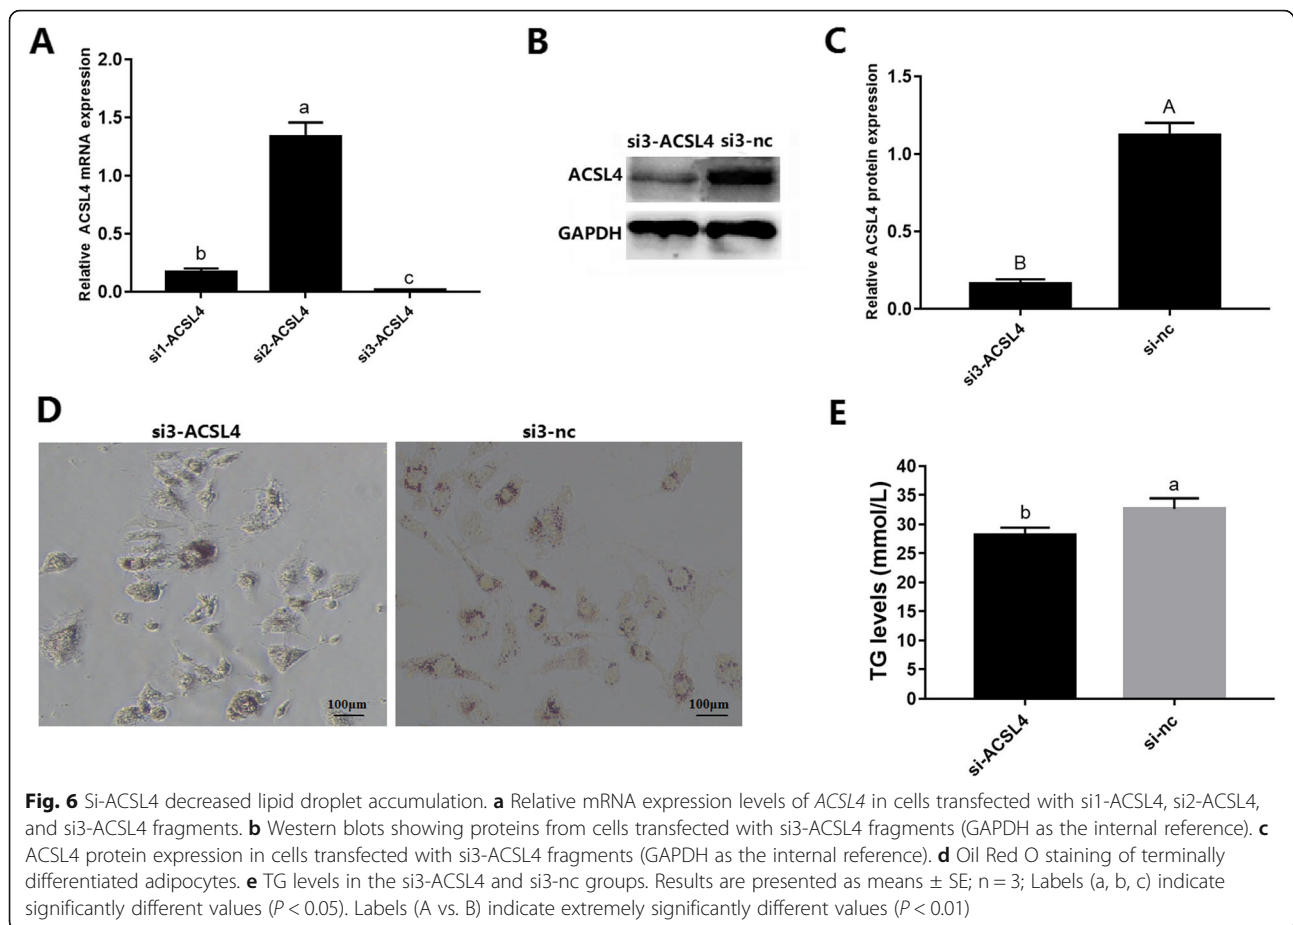 A
Relative ACSL4 mRNA expression
2.0
1.5
1.0
0.5
0.0
a
b
c
si1-ACSL4
si2-ACSL4
si3-ACSL4
B
si3-ACSL4 si3-nc
ACSL4
GAPDH
C
Relative ACSL4 protein expression
1.5
1.0
0.5
0.0
A
B
si3-ACSL4
si-nc
D
si3-ACSL4
si3-nc
100μm
100μm
E
TG levels (mmol/L)
40
35
30
25
20
15
10
5
0
b
a
si-ACSL4
si-nc
Fig. 6 Si-ACSL4 decreased lipid droplet accumulation. a Relative mRNA expression levels of ACSL4 in cells transfected with si1-ACSL4, si2-ACSL4,
and si3-ACSL4 fragments. b Western blots showing proteins from cells transfected with si3-ACSL4 fragments (GAPDH as the internal reference). c
ACSL4 protein expression in cells transfected with si3-ACSL4 fragments (GAPDH as the internal reference). d Oil Red O staining of terminally
differentiated adipocytes. e TG levels in the si3-ACSL4 and si3-nc groups. Results are presented as means ± SE; n = 3; Labels (a, b, c) indicate
significantly different values (P < 0.05). Labels (A vs. B) indicate extremely significantly different values (P < 0.01)